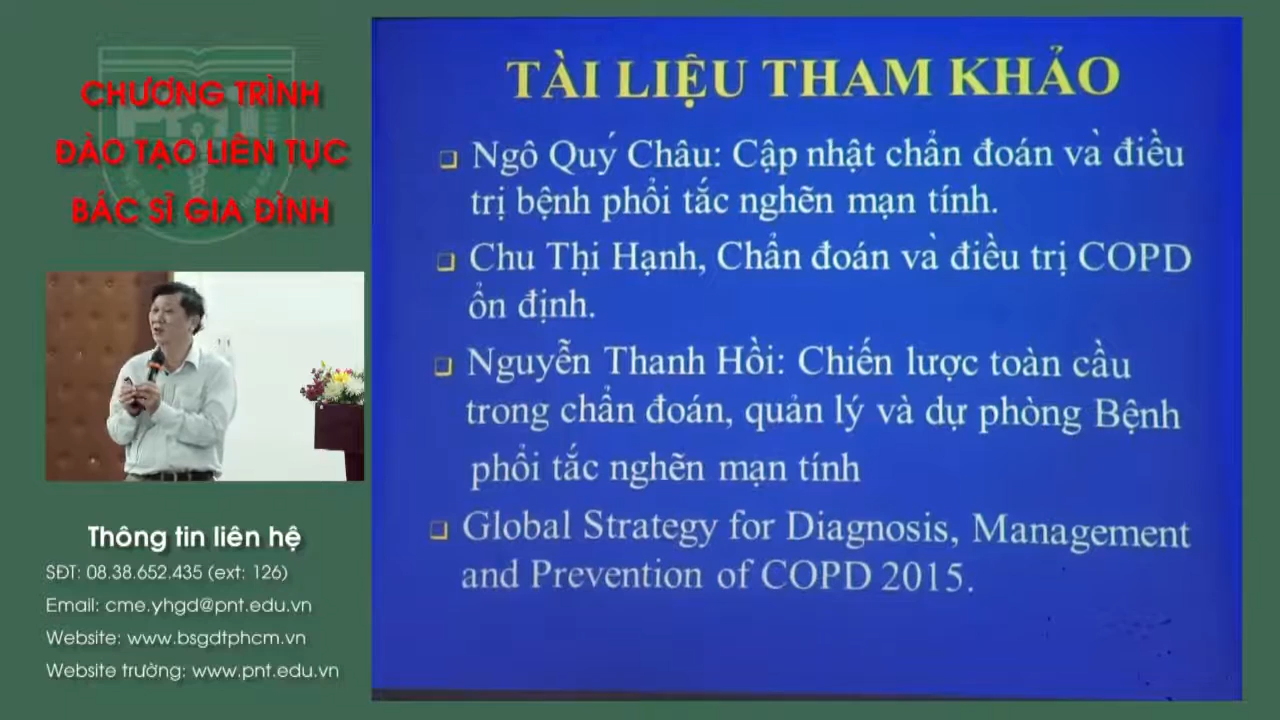 CHƯƠNG TRÌNH
ĐÀO TẠO LIÊN TỤC
BÁC SĨ GIA ĐÌNH
Thông tin liên hệ
SĐT: 08.38.652.435 (ext: 126)
Email: cme.yhgd@pnt.edu.vn
Website: www.bsgdtphcm.vn
Website trường: www.pnt.edu.vn
TÀI LIỆU THAM KHẢO
Ngô Quý Châu: Cập nhật chẩn đoán và điều
trị bệnh phổi tắc nghẽn mạn tính.
Chu Thị Hạnh, Chẩn đoán và điều trị COPD
ổn định.
Nguyễn Thanh Hồi: Chiến lược toàn cầu
trong chẩn đoán, quản lý và dự phòng Bệnh
phổi tắc nghẽn mạn tính
Global Strategy for Diagnosis, Management
and Prevention of COPD 2015.